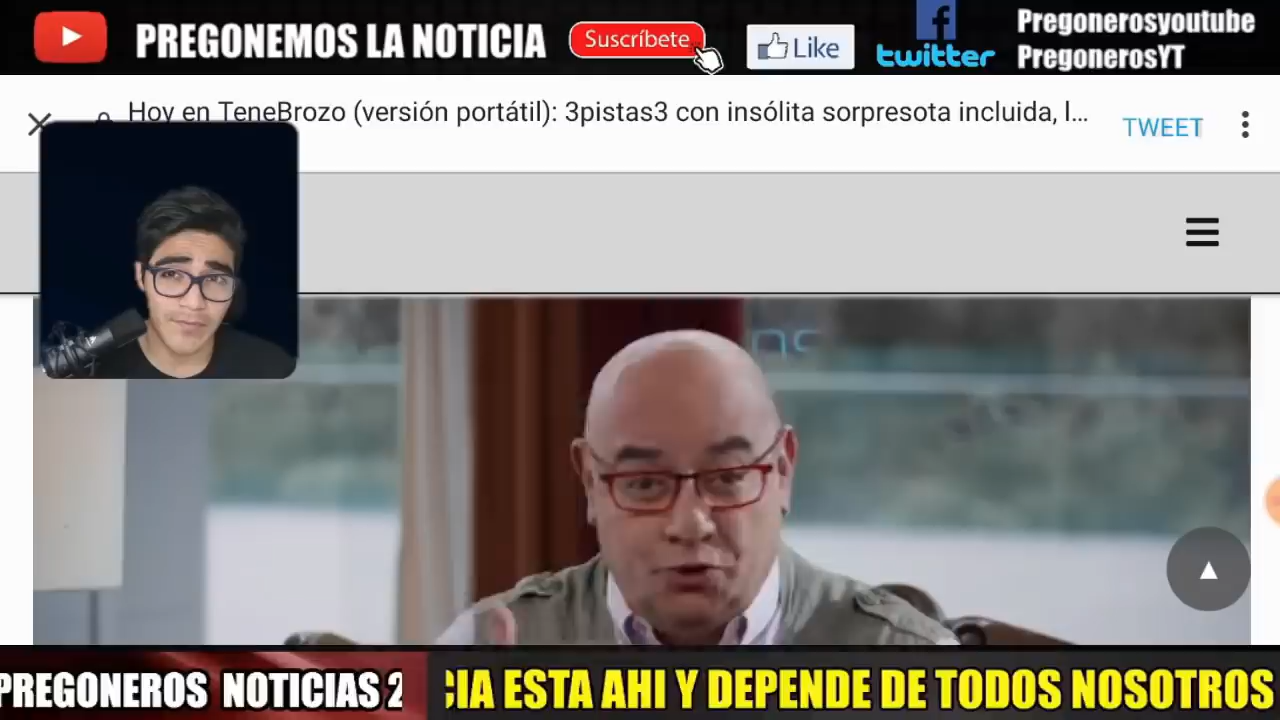 PREGONEMOS LA NOTICIA
Suscríbete
Like
twitter
Pregonerosyoutube
PregonerosYT
Hoy en TeneBrozo (versión portátil): 3pistas3 con insólita sorpresota incluida, l...
TWEET
ns
PREGONEROS NOTICIAS 2
CIA ESTA AHI Y DEPENDE DE TODOS NOSOTROS